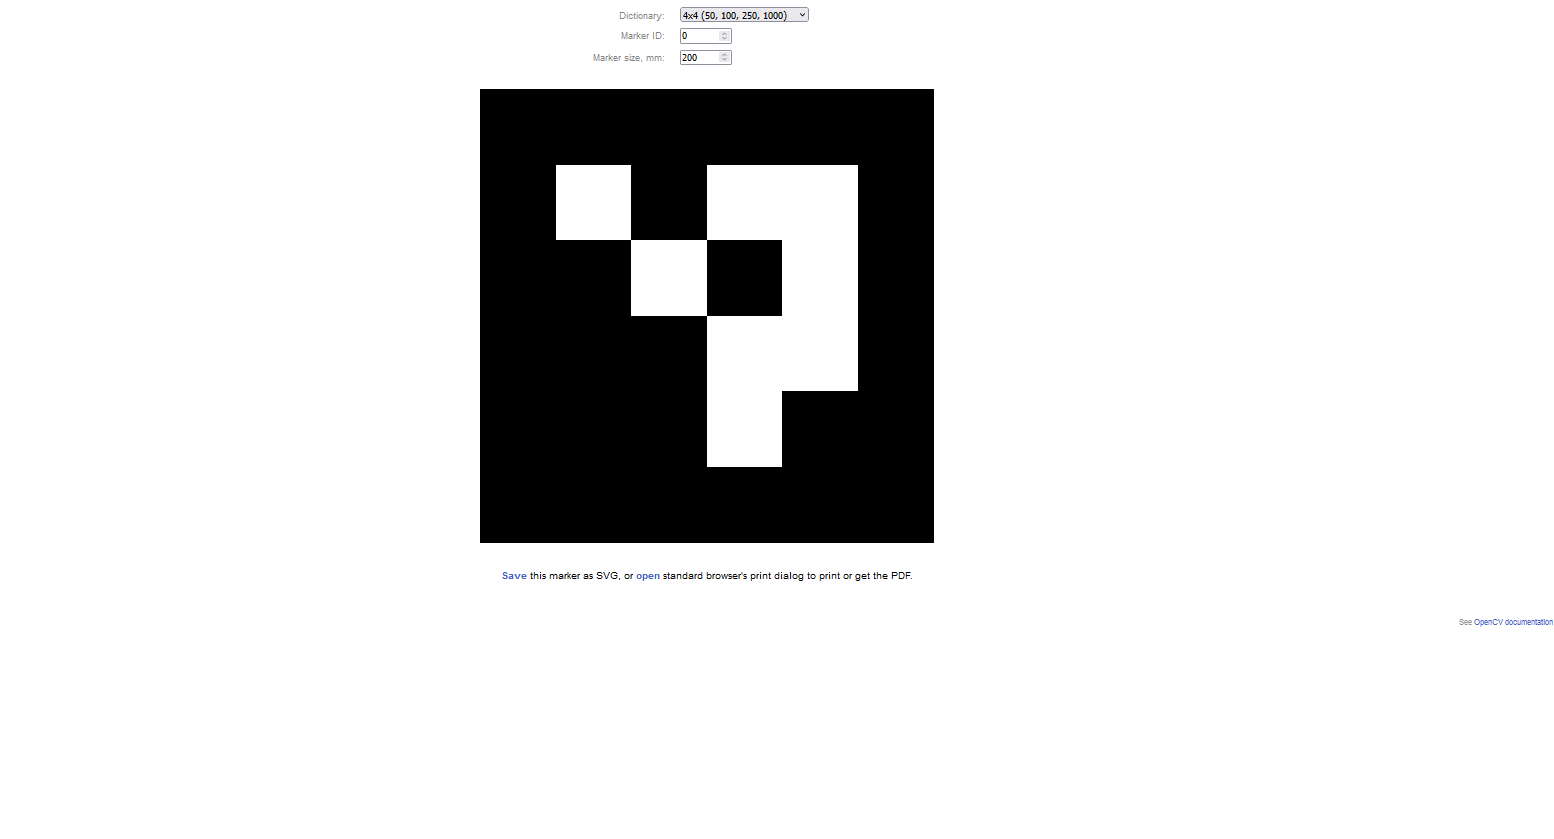 Dictionary: 4x4 (50, 100, 250, 1000)
Marker ID: 0
Marker size, mm: 200
Save this marker as SVG, or open standard browser's print dialog to print or get the PDF.
See OpenCV documentation